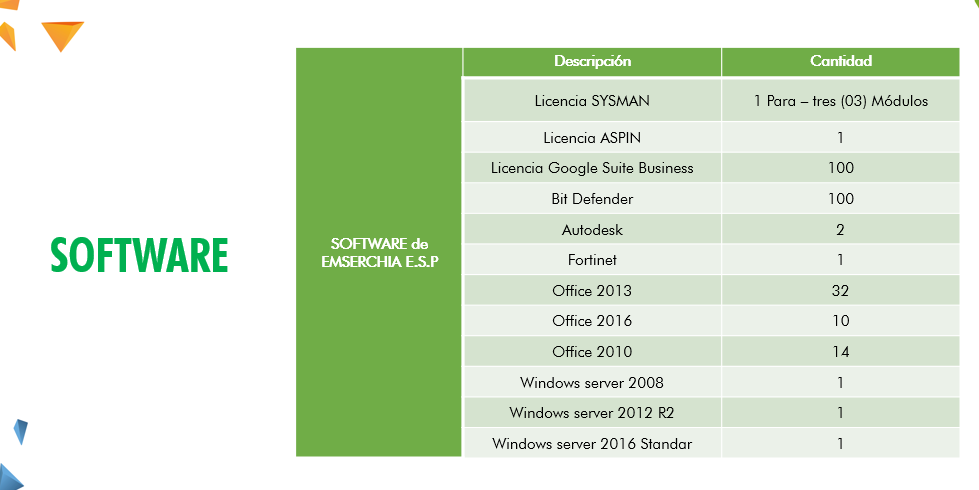 SOFTWARE
SOFTWARE de
EMSERCHIA E.S.P
Descripción Cantidad
Licencia SYSMAN 1 Para – tres (03) Módulos
Licencia ASPIN 1
Licencia Google Suite Business 100
Bit Defender 100
Autodesk 2
Fortinet 1
Office 2013 32
Office 2016 10
Office 2010 14
Windows server 2008 1
Windows server 2012 R2 1
Windows server 2016 Standar 1